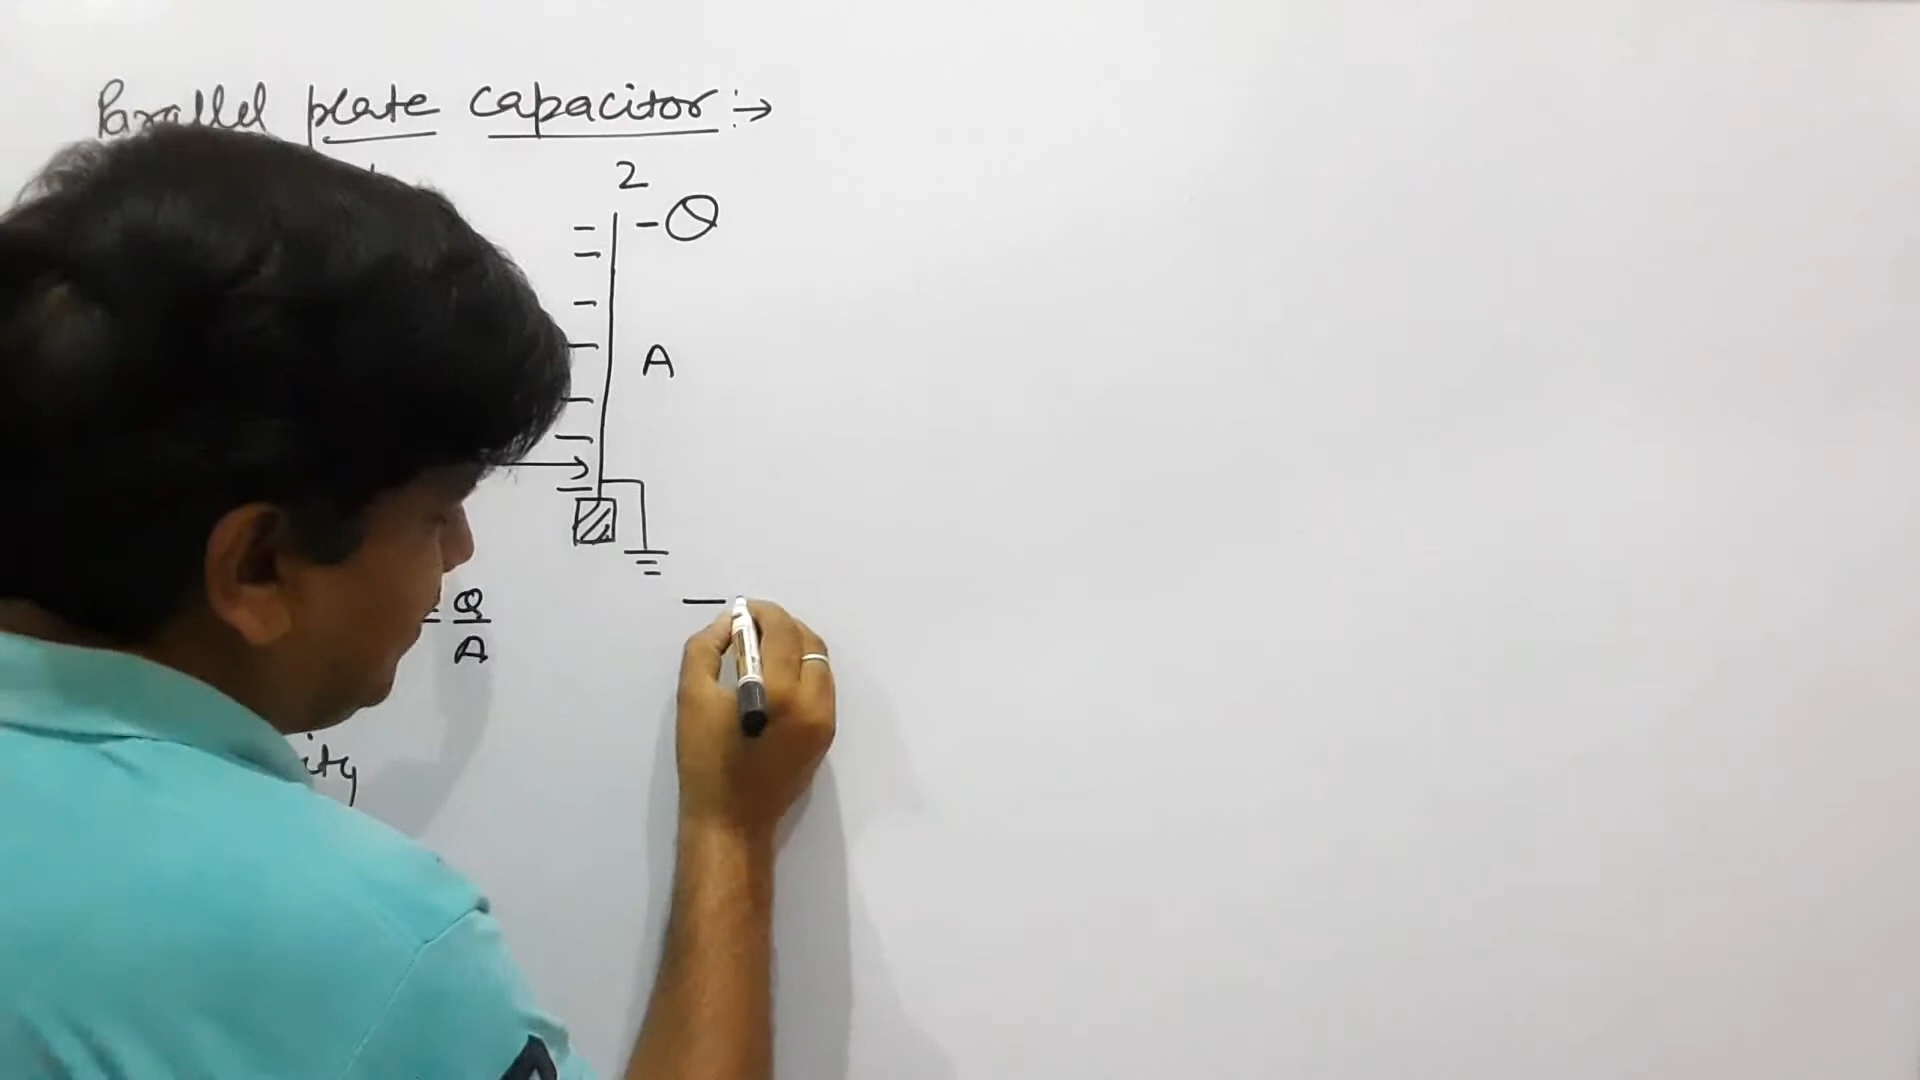 Parallel plate capacitor :→
2
-Q
A
= Q
A
ity